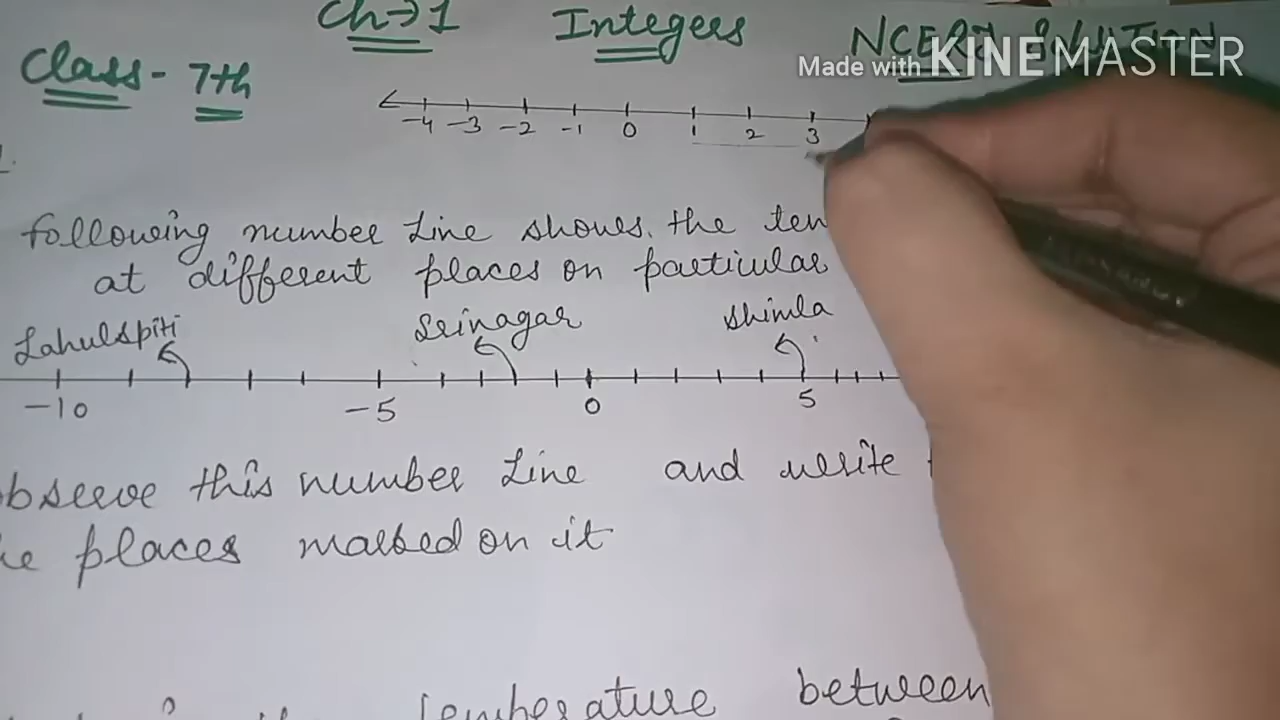 Ch→1 Integers
Class - 7th
Made with KINEMASTER
-4 -3 -2 -1 0 1 2 3
1.
following number line shows the
at different places on particular
Lahulspiti Srinagar Shimla
-10 -5 0 5
observe this number line and write
places marked on it
temperature between